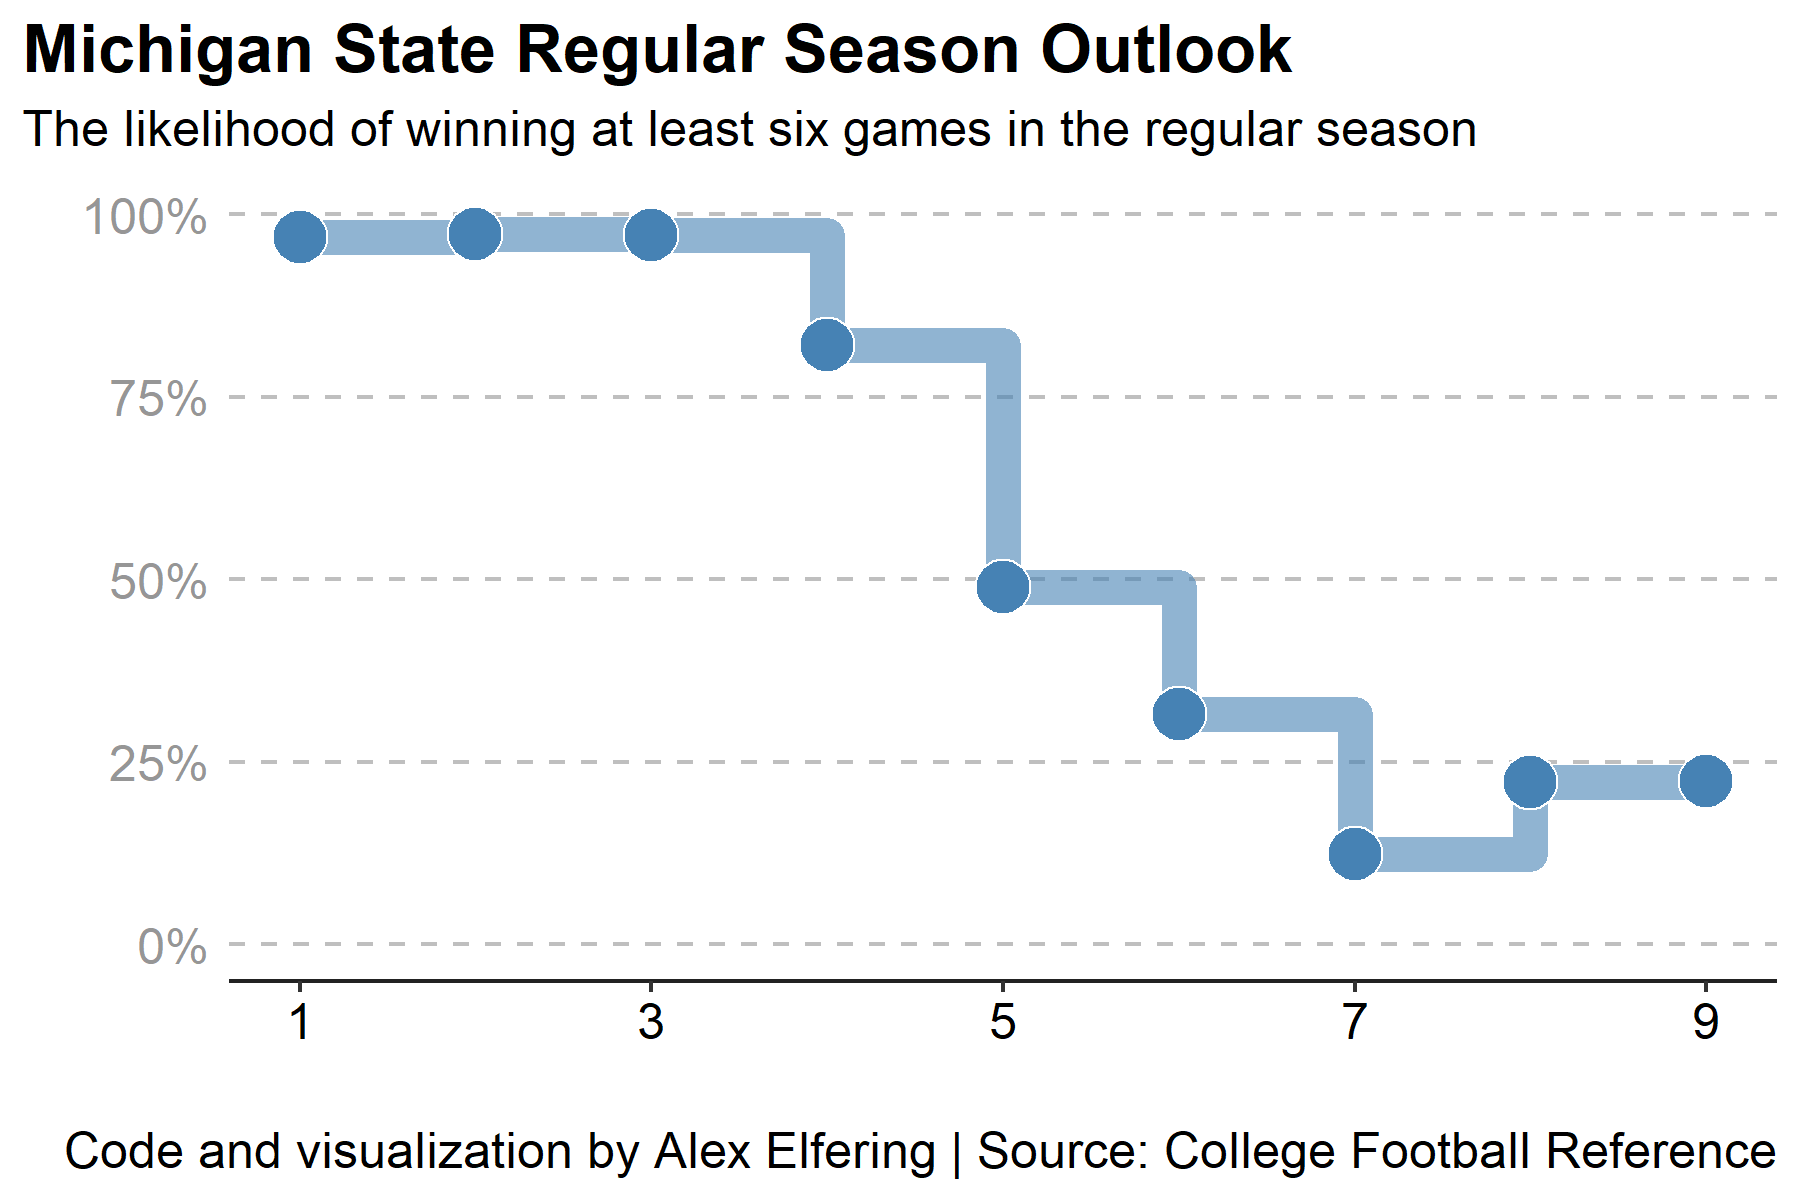 Michigan State Regular Season Outlook
The likelihood of winning at least six games in the regular season
100%
75%
50%
25%
0%
1 3 5 7 9
Code and visualization by Alex Elfering | Source: College Football Reference